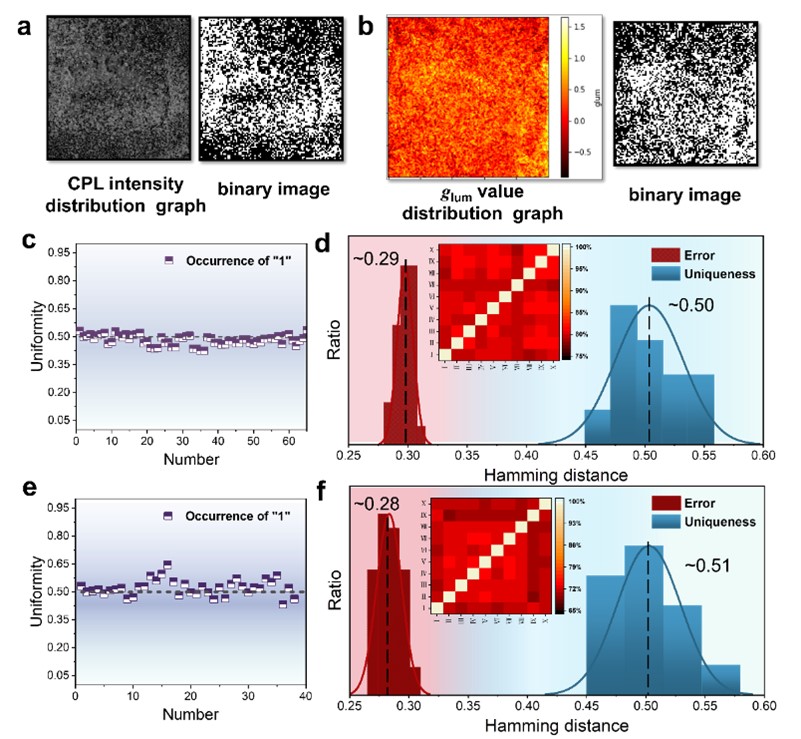 a
CPL intensity
distribution graph
binary image
b
1.5
1.0
0.5
0.0
−0.5
glum
glum value
distribution graph
binary image
c
0.95
0.80
0.65
0.50
0.35
0.20
0.05
Uniformity
Occurrence of "1"
0 10 20 30 40 50 60
Number
d
~0.29
100%
95%
90%
85%
80%
75%
Error
Uniqueness
~0.50
Ratio
0.25 0.30 0.35 0.40 0.45 0.50 0.55 0.60
Hamming distance
e
0.95
0.80
0.65
0.50
0.35
0.20
0.05
Uniformity
Occurrence of "1"
0 10 20 30 40
Number
f
~0.28
100%
93%
86%
79%
72%
65%
Error
Uniqueness
~0.51
Ratio
0.25 0.30 0.35 0.40 0.45 0.50 0.55 0.60
Hamming distance